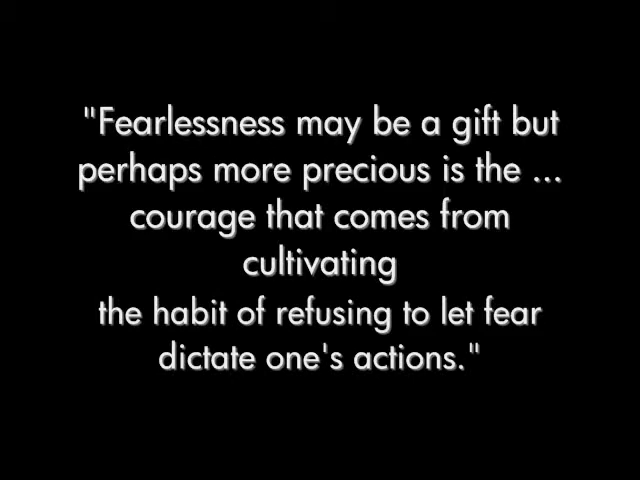 "Fearlessness may be a gift but
perhaps more precious is the ...
courage that comes from
cultivating
the habit of refusing to let fear
dictate one's actions."